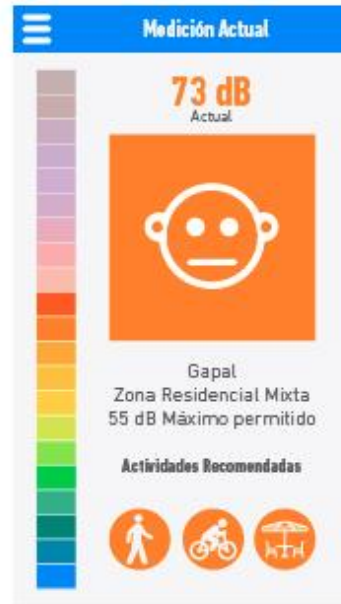 Medición Actual
73 dB
Actual
Gapal
Zona Residencial Mixta
55 dB Máximo permitido
Actividades Recomendadas